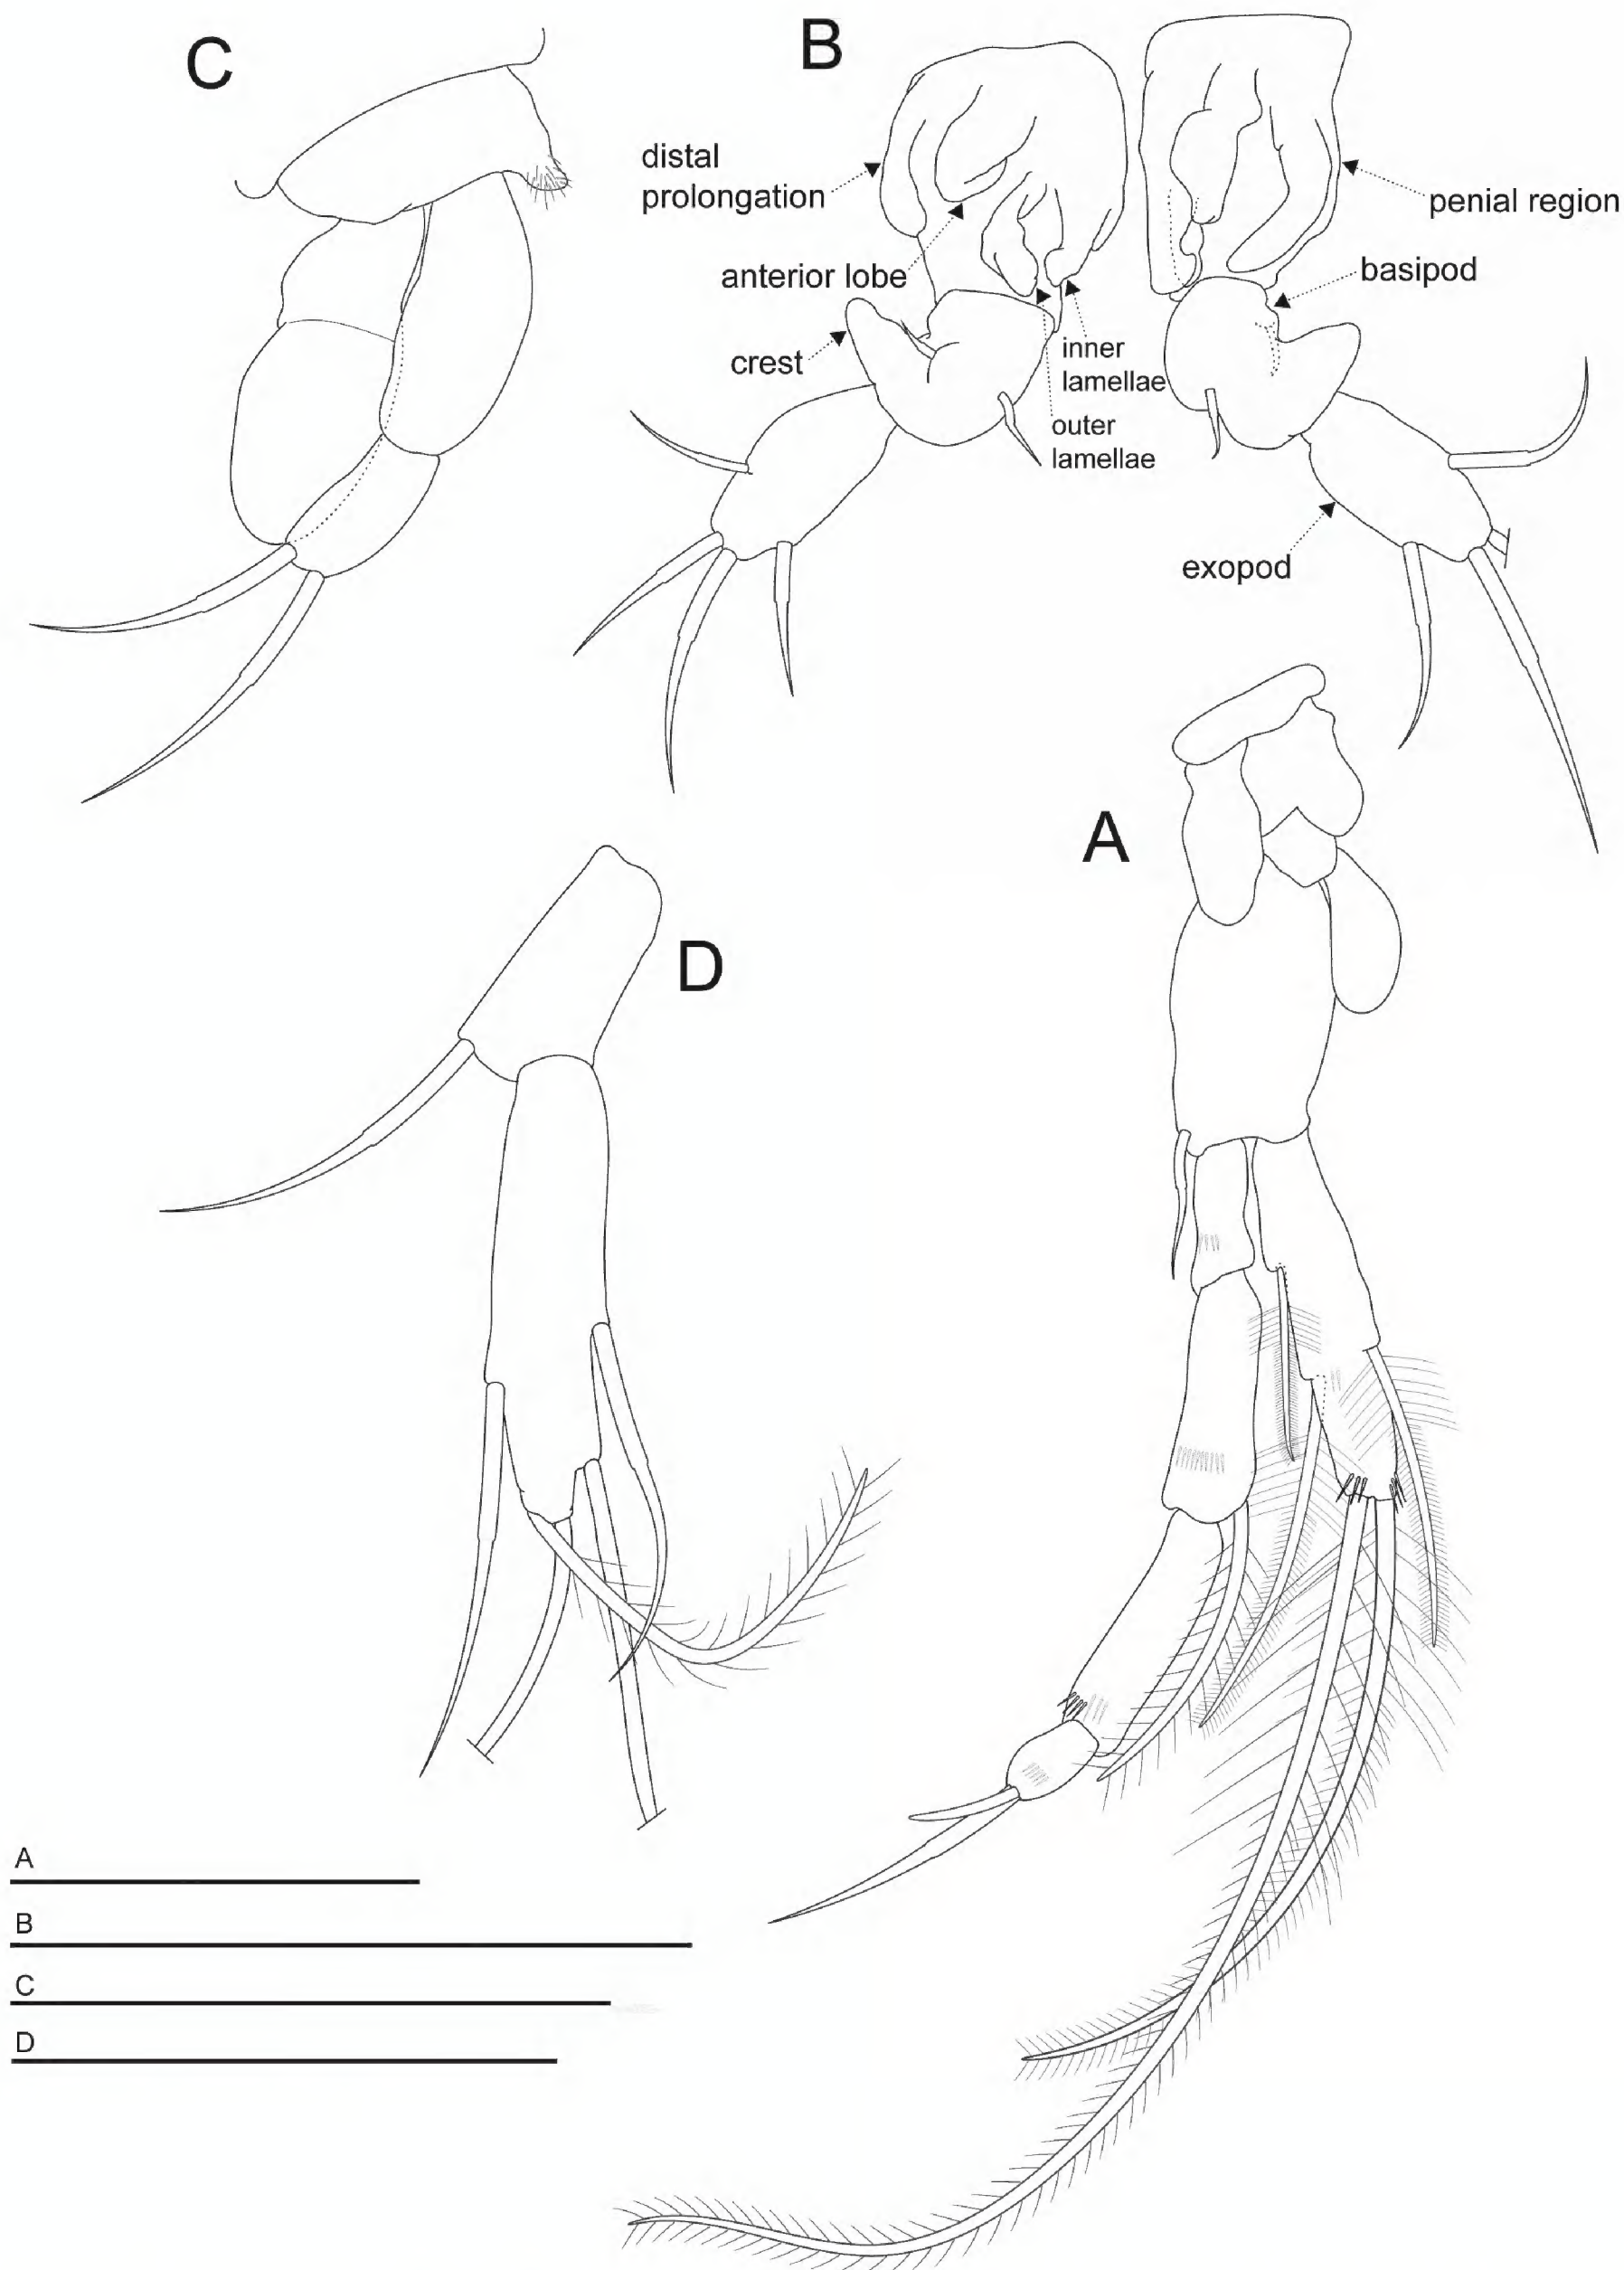 C
B
distal
prolongation
penial region
anterior lobe
basipod
crest
inner
lamellae
outer
lamellae
exopod
A
D
A
B
C
D